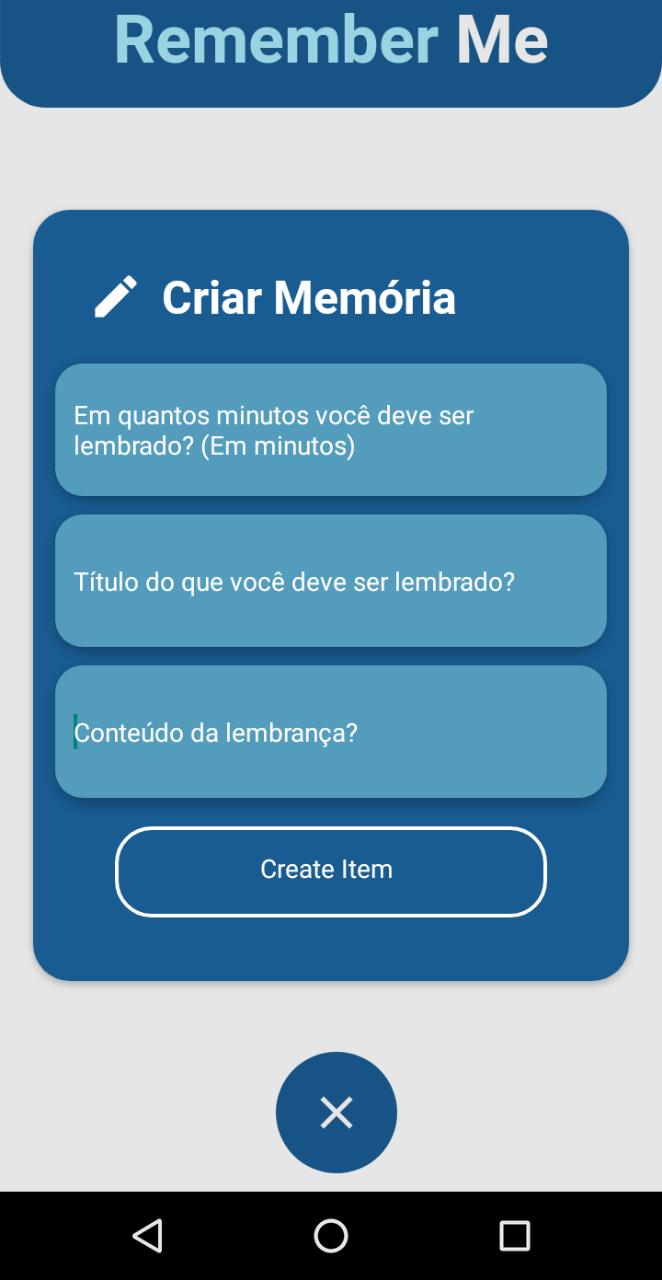 Remember Me
Criar Memória
Em quantos minutos você deve ser
lembrado? (Em minutos)
Título do que você deve ser lembrado?
Conteúdo da lembrança?
Create Item